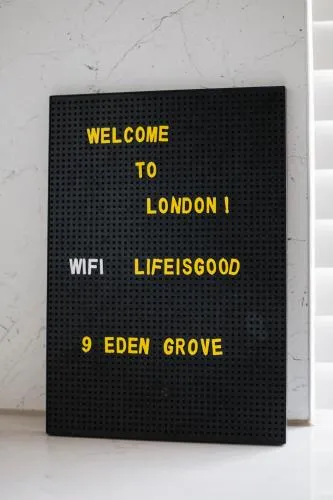 WELCOME
TO
LONDON!
WIFI LIFEISGOOD
9 EDEN GROVE